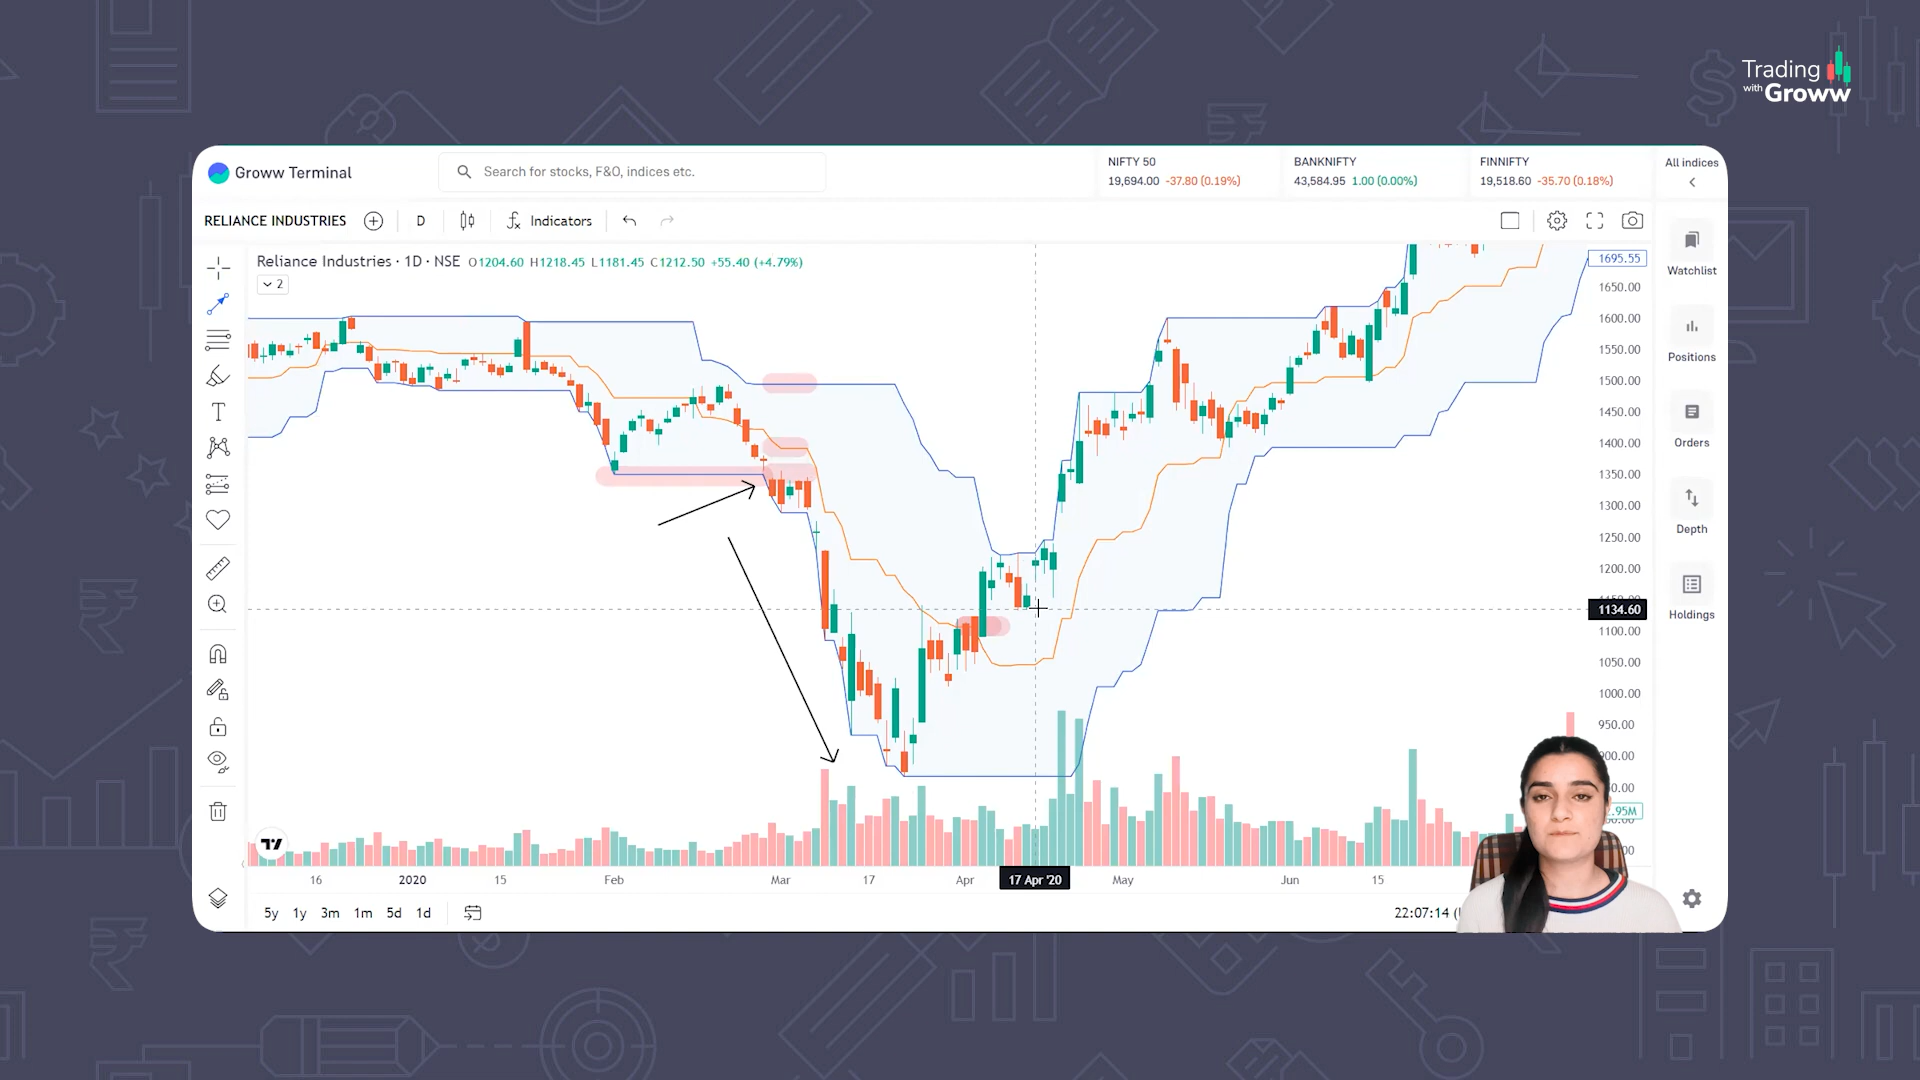 Trading
with Groww
Groww Terminal
Search for stocks, F&O, indices etc.
NIFTY 50
19,694.00 -37.80 (0.19%)
BANKNIFTY
43,584.95 1.00 (0.00%)
FINNIFTY
19,518.60 -35.70 (0.18%)
All indices
RELIANCE INDUSTRIES
D
Indicators
Reliance Industries · 1D · NSE O1204.60 H1218.45 L1181.45 C1212.50 +55.40 (+4.79%)
2
1695.55
1650.00
1600.00
1550.00
1500.00
1450.00
1400.00
1350.00
1300.00
1250.00
1200.00
1134.60
1100.00
1050.00
1000.00
950.00
Watchlist
Positions
Orders
Depth
Holdings
16 2020 15 Feb Mar 17 Apr 17 Apr '20 May Jun 15
5y 1y 3m 1m 5d 1d
22:07:14